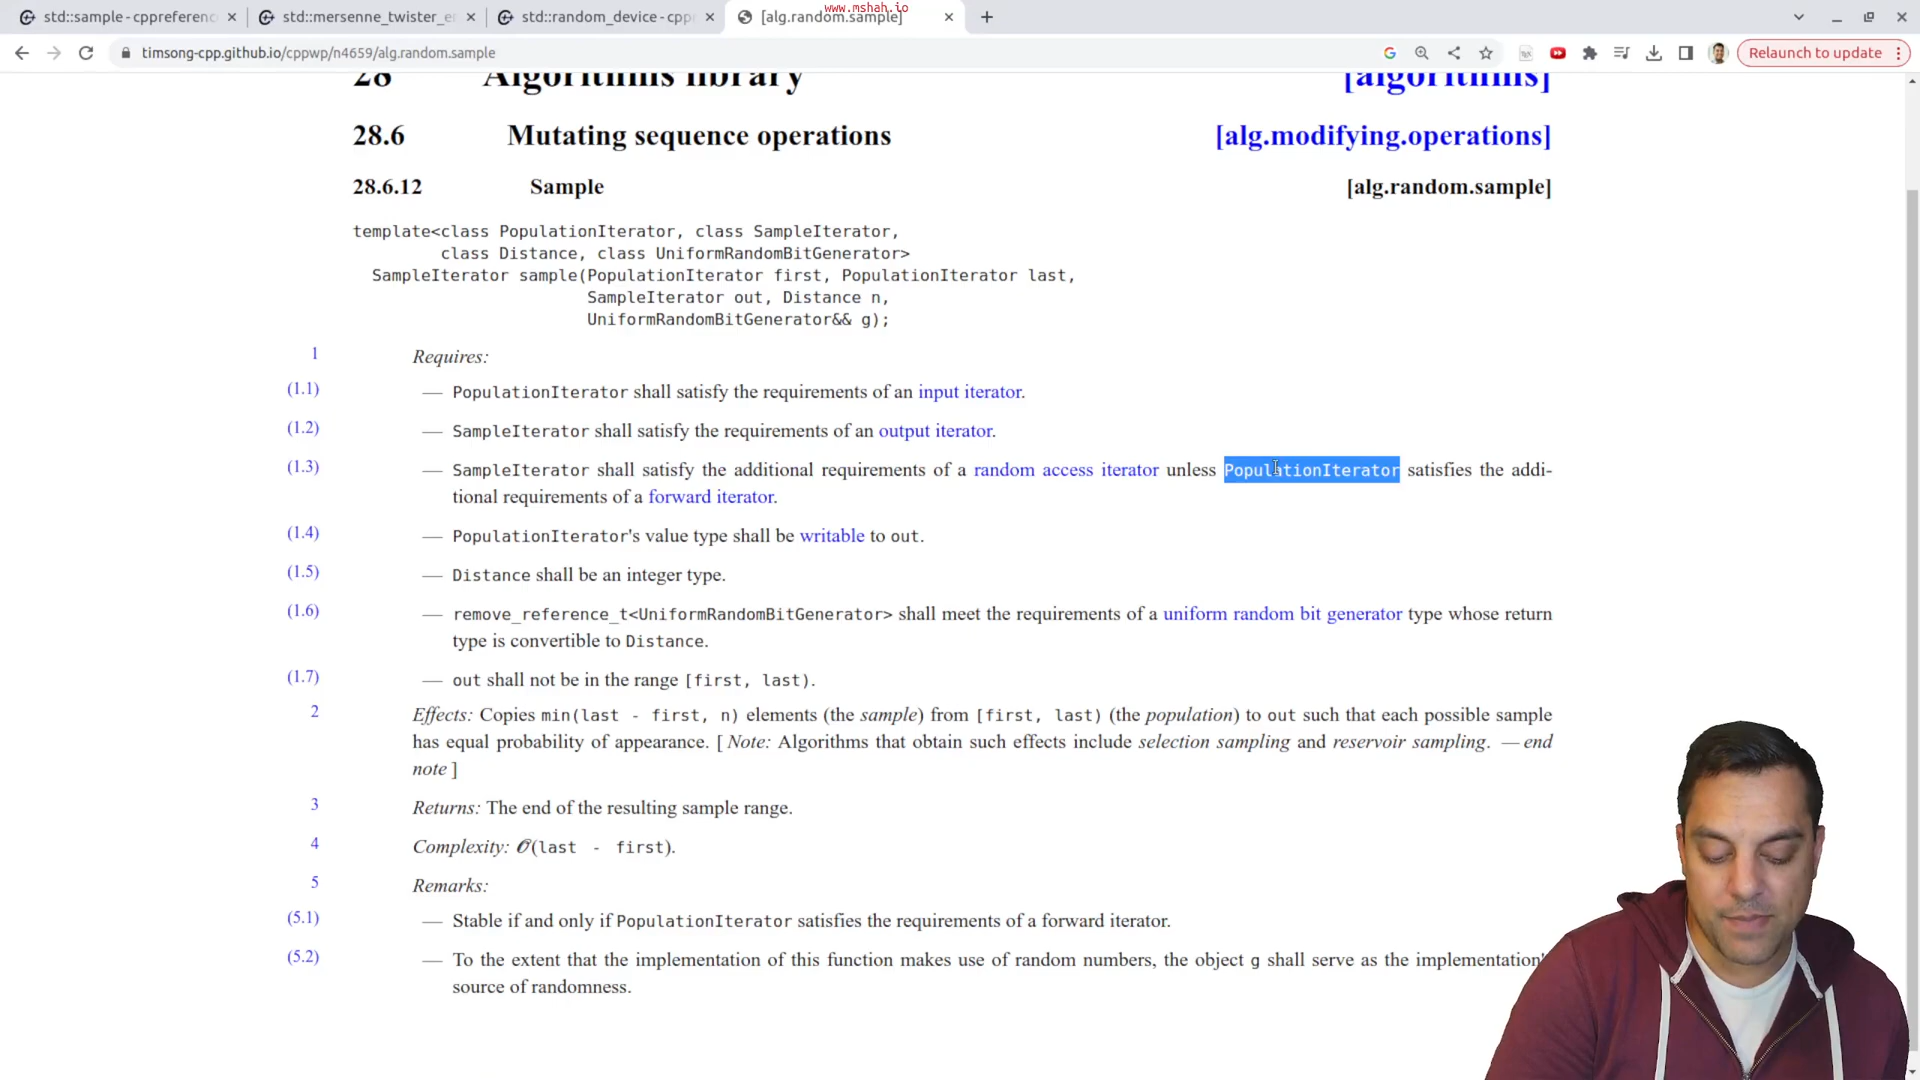 std::sample - cppreferenc
std::mersenne_twister_e
std::random_device - cpp
[alg.random.sample]
www.mshah.io
timsong-cpp.github.io/cppwp/n4659/alg.random.sample
Relaunch to update
28 Algorithms library [algorithms]
28.6 Mutating sequence operations [alg.modifying.operations]
28.6.12 Sample [alg.random.sample]
template<class PopulationIterator, class SampleIterator,
class Distance, class UniformRandomBitGenerator>
SampleIterator sample(PopulationIterator first, PopulationIterator last,
SampleIterator out, Distance n,
UniformRandomBitGenerator&& g);
1 Requires:
(1.1) — PopulationIterator shall satisfy the requirements of an input iterator.
(1.2) — SampleIterator shall satisfy the requirements of an output iterator.
(1.3) — SampleIterator shall satisfy the additional requirements of a random access iterator unless PopulationIterator satisfies the addi-
tional requirements of a forward iterator.
(1.4) — PopulationIterator's value type shall be writable to out.
(1.5) — Distance shall be an integer type.
(1.6) — remove_reference_t<UniformRandomBitGenerator> shall meet the requirements of a uniform random bit generator type whose return
type is convertible to Distance.
(1.7) — out shall not be in the range [first, last).
2 Effects: Copies min(last - first, n) elements (the sample) from [first, last) (the population) to out such that each possible sample
has equal probability of appearance. [ Note: Algorithms that obtain such effects include selection sampling and reservoir sampling. — end
note ]
3 Returns: The end of the resulting sample range.
4 Complexity: 𝒪(last - first).
5 Remarks:
(5.1) — Stable if and only if PopulationIterator satisfies the requirements of a forward iterator.
(5.2) — To the extent that the implementation of this function makes use of random numbers, the object g shall serve as the implementation'
source of randomness.